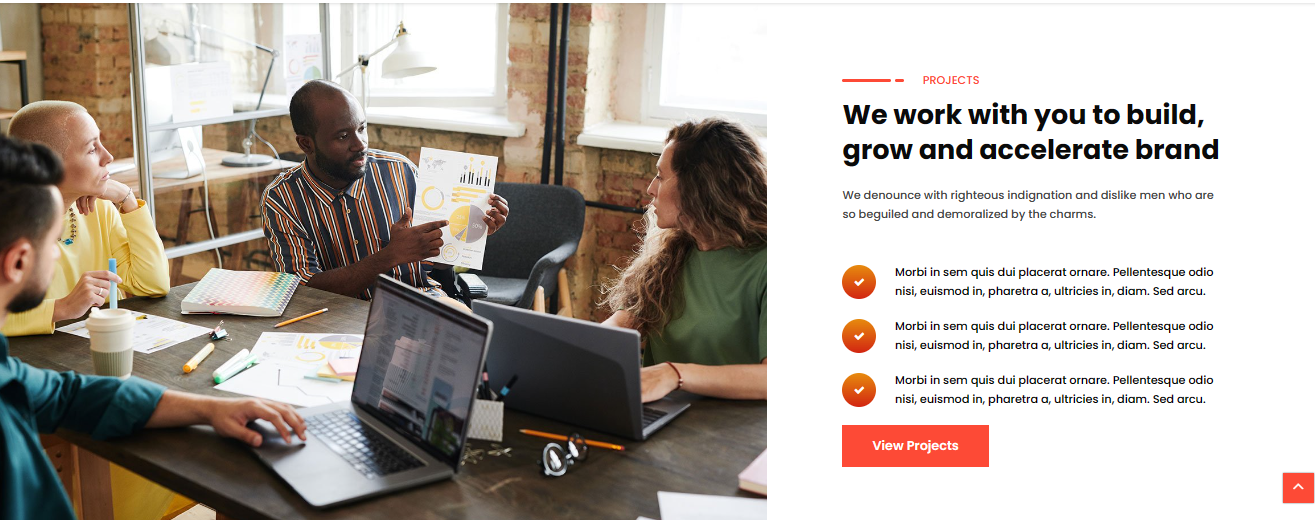 PROJECTS
We work with you to build,
grow and accelerate brand
We denounce with righteous indignation and dislike men who are
so beguiled and demoralized by the charms.
Morbi in sem quis dui placerat ornare. Pellentesque odio
nisi, euismod in, pharetra a, ultricies in, diam. Sed arcu.
Morbi in sem quis dui placerat ornare. Pellentesque odio
nisi, euismod in, pharetra a, ultricies in, diam. Sed arcu.
Morbi in sem quis dui placerat ornare. Pellentesque odio
nisi, euismod in, pharetra a, ultricies in, diam. Sed arcu.
View Projects